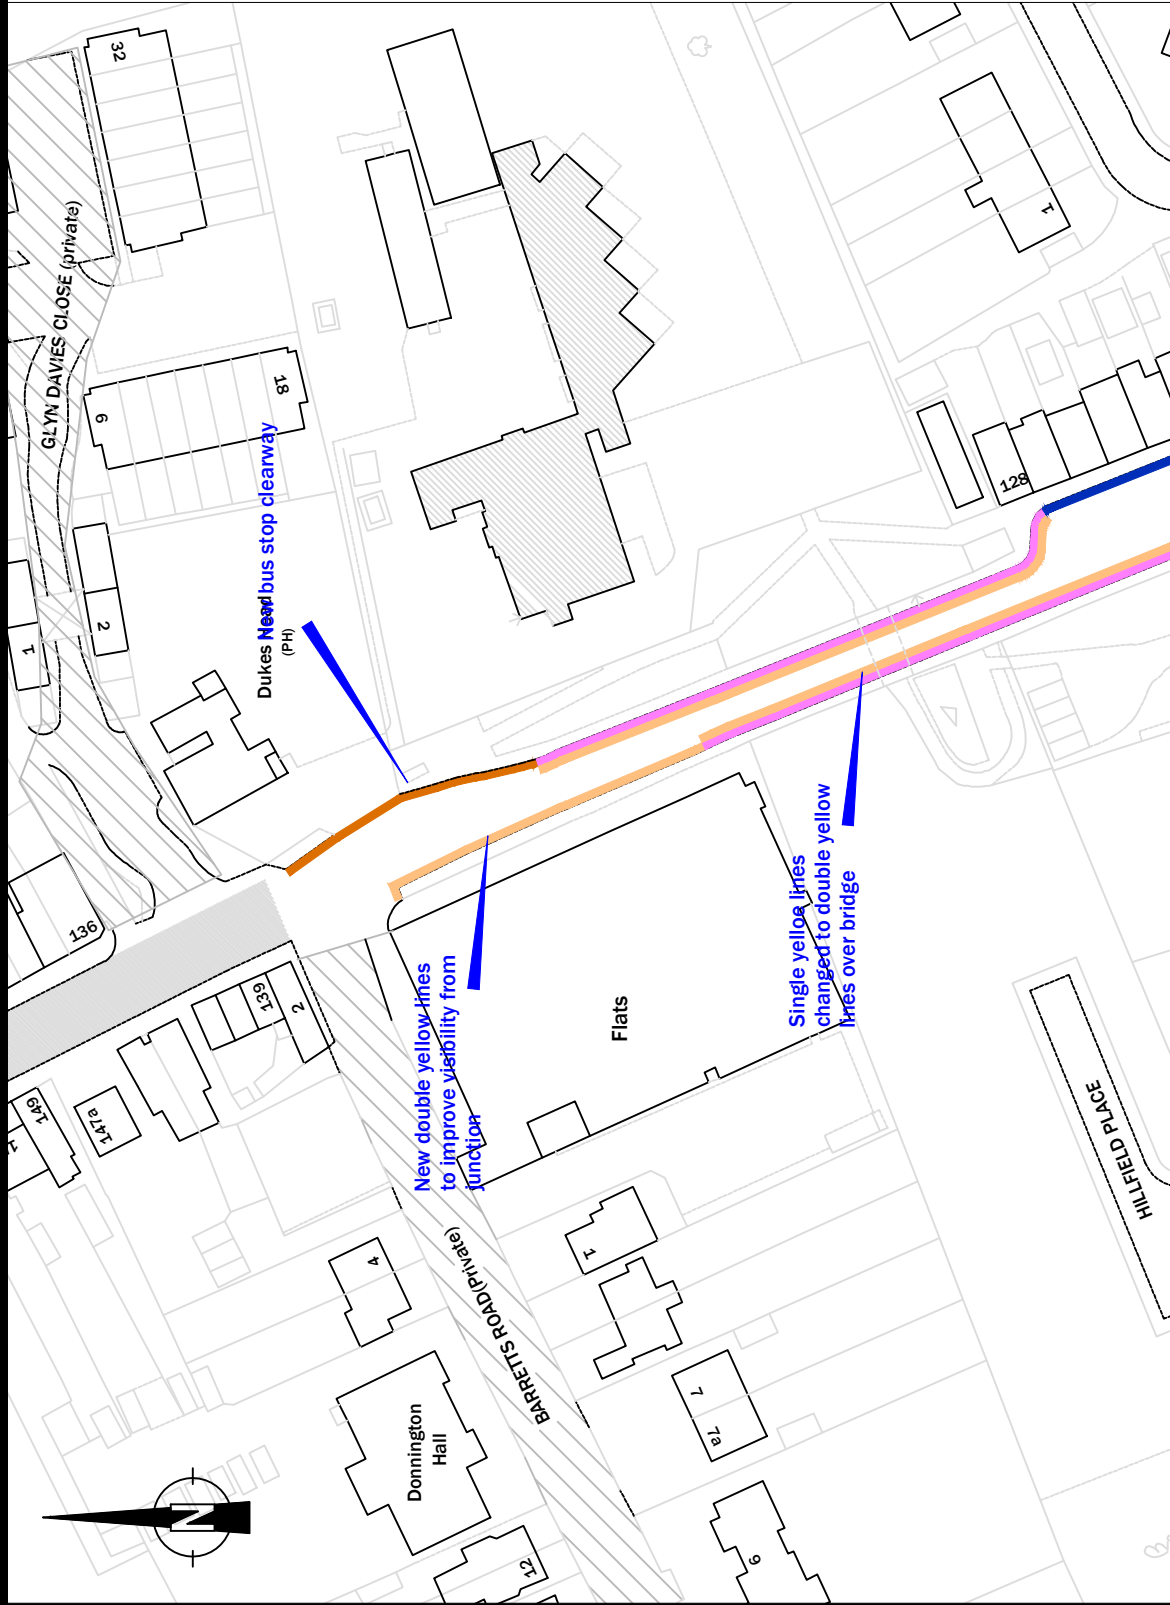 32
GLYN DAVIES CLOSE (private)
1
18
6
New bus stop clearway
128
2
1
Dukes Head
(PH)
136
Single yelloe lines
changed to double yellow
lines over bridge
139
2
Flats
New double yellow lines
to improve visibility from
junction
149
147a
HILLFIELD PLACE
1
4
BARRETTS ROAD(Private)
7
7a
Donnington
Hall
N
12